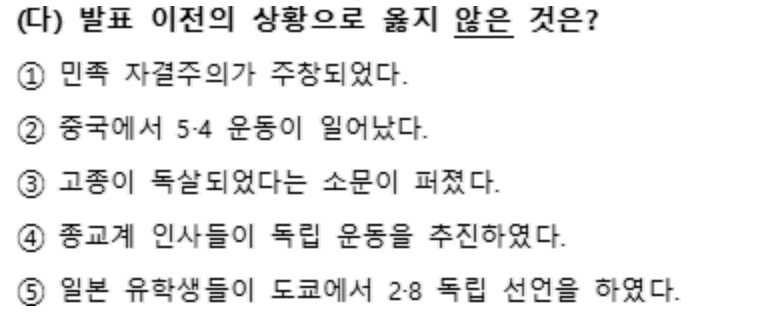 (다) 발표 이전의 상황으로 옳지 않은 것은?
① 민족 자결주의가 주창되었다.
② 중국에서 5·4 운동이 일어났다.
③ 고종이 독살되었다는 소문이 퍼졌다.
④ 종교계 인사들이 독립 운동을 추진하였다.
⑤ 일본 유학생들이 도쿄에서 2·8 독립 선언을 하였다.